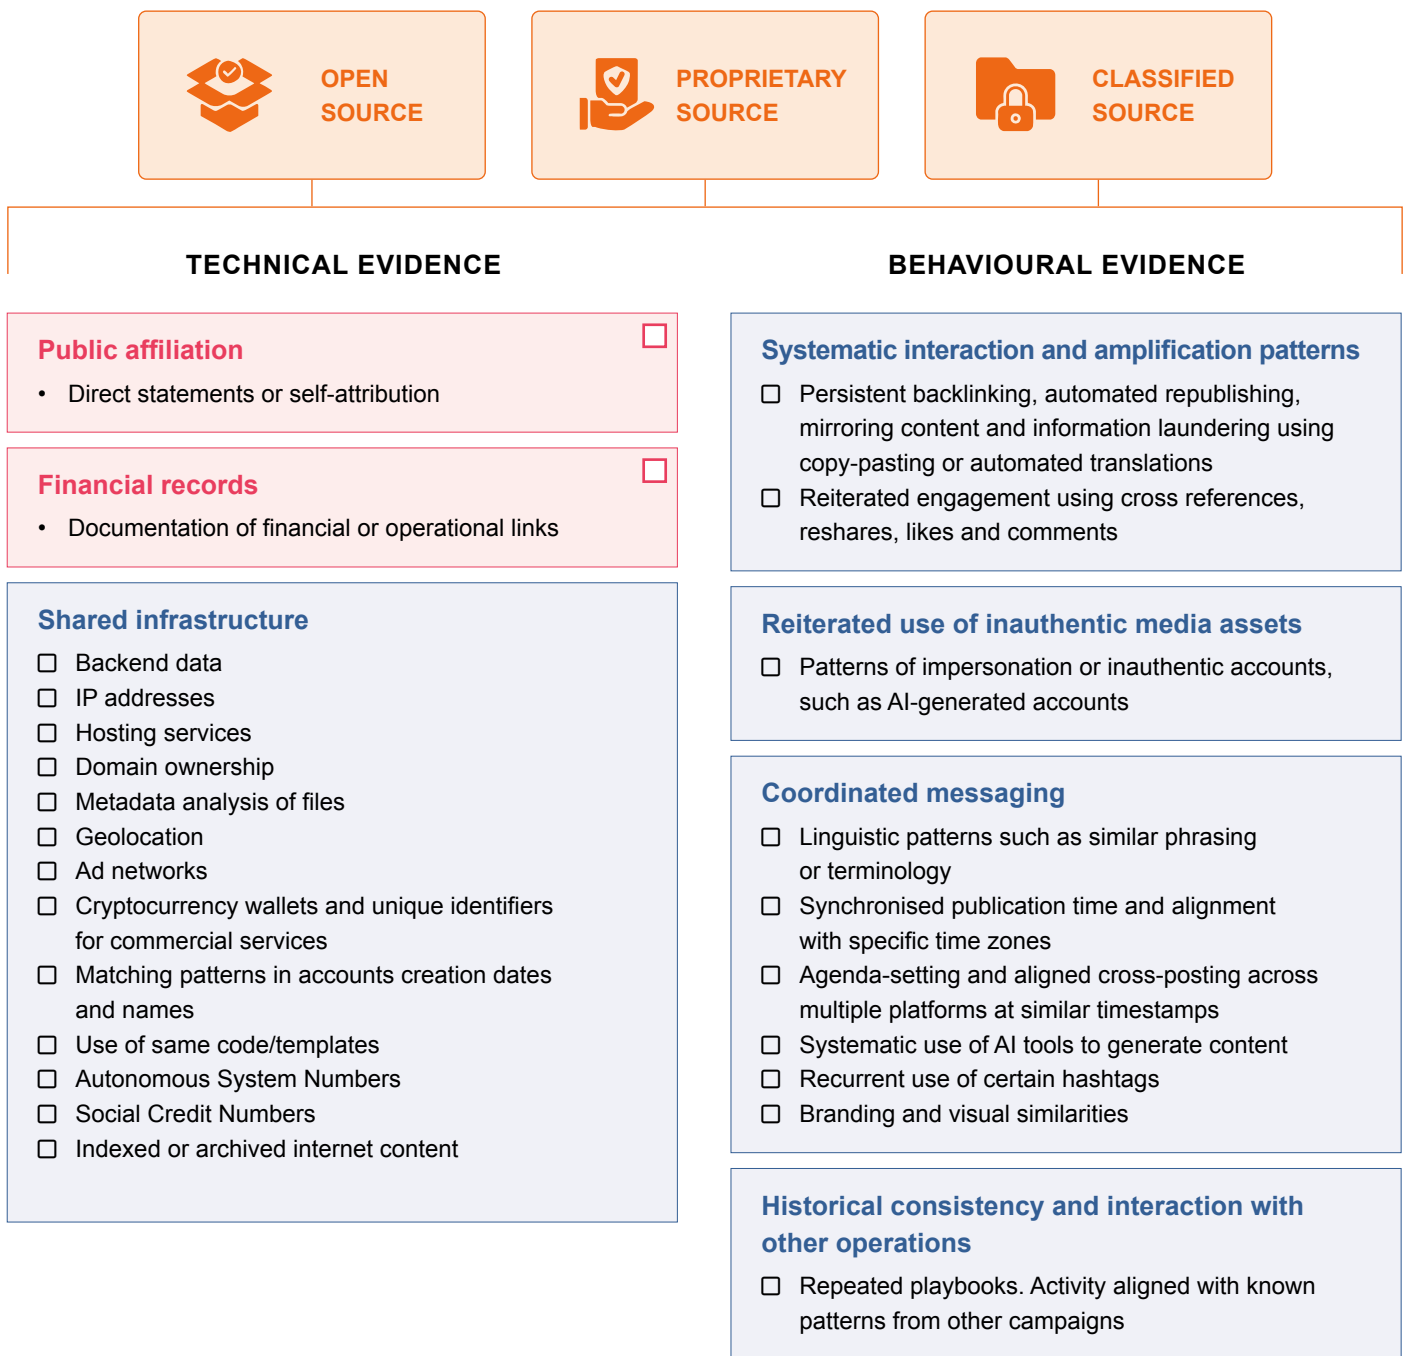 OPEN
SOURCE
PROPRIETARY
SOURCE
CLASSIFIED
SOURCE
TECHNICAL EVIDENCE
Public affiliation
• Direct statements or self-attribution
Financial records
• Documentation of financial or operational links
Shared infrastructure
Backend data
IP addresses
Hosting services
Domain ownership
Metadata analysis of files
Geolocation
Ad networks
Cryptocurrency wallets and unique identifiers
for commercial services
Matching patterns in accounts creation dates
and names
Use of same code/templates
Autonomous System Numbers
Social Credit Numbers
Indexed or archived internet content
BEHAVIOURAL EVIDENCE
Systematic interaction and amplification patterns
Persistent backlinking, automated republishing,
mirroring content and information laundering using
copy-pasting or automated translations
Reiterated engagement using cross references,
reshares, likes and comments
Reiterated use of inauthentic media assets
Patterns of impersonation or inauthentic accounts,
such as AI-generated accounts
Coordinated messaging
Linguistic patterns such as similar phrasing
or terminology
Synchronised publication time and alignment
with specific time zones
Agenda-setting and aligned cross-posting across
multiple platforms at similar timestamps
Systematic use of AI tools to generate content
Recurrent use of certain hashtags
Branding and visual similarities
Historical consistency and interaction with
other operations
Repeated playbooks. Activity aligned with known
patterns from other campaigns